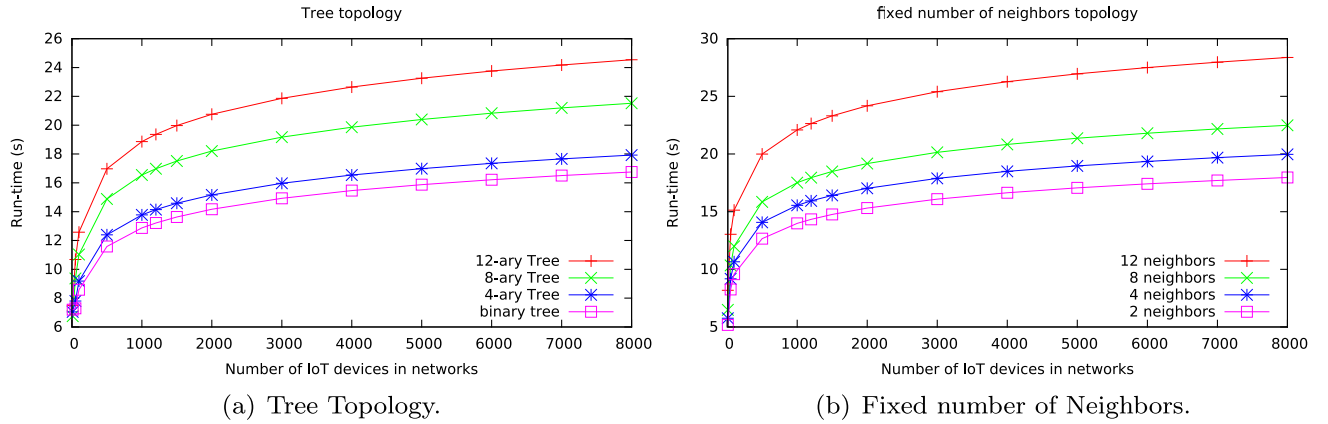 Tree topology
26
24
22
20
18
16
14
12
10
8
6
Run-time (s)
12-ary Tree
8-ary Tree
4-ary Tree
binary tree
0 1000 2000 3000 4000 5000 6000 7000 8000
Number of IoT devices in networks
(a) Tree Topology.
fixed number of neighbors topology
30
25
20
15
10
5
Run-time (s)
12 neighbors
8 neighbors
4 neighbors
2 neighbors
0 1000 2000 3000 4000 5000 6000 7000 8000
Number of IoT devices in networks
(b) Fixed number of Neighbors.